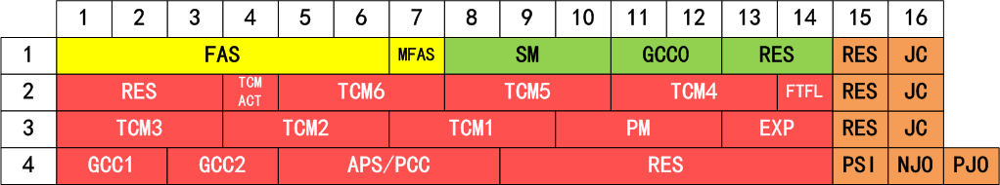 1 2 3 4 5 6 7 8 9 10 11 12 13 14 15 16
1 FAS MFAS SM GCC0 RES RES JC
2 RES TCM ACT TCM6 TCM5 TCM4 FTFL RES JC
3 TCM3 TCM2 TCM1 PM EXP RES JC
4 GCC1 GCC2 APS/PCC RES PSI NJO PJO